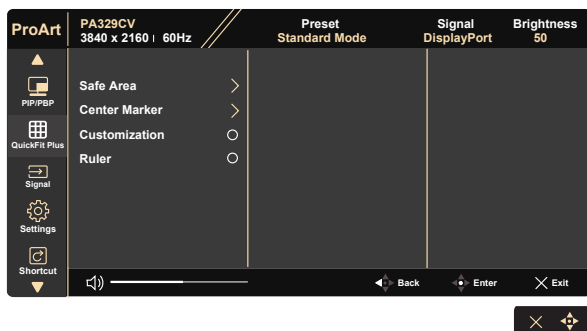 ProArt
PA329CV
3840 x 2160 60Hz
Preset
Standard Mode
Signal
DisplayPort
Brightness
50
PIP/PBP
QuickFit Plus
Signal
Settings
Shortcut
Safe Area
Center Marker
Customization
Ruler
Back
Enter
Exit